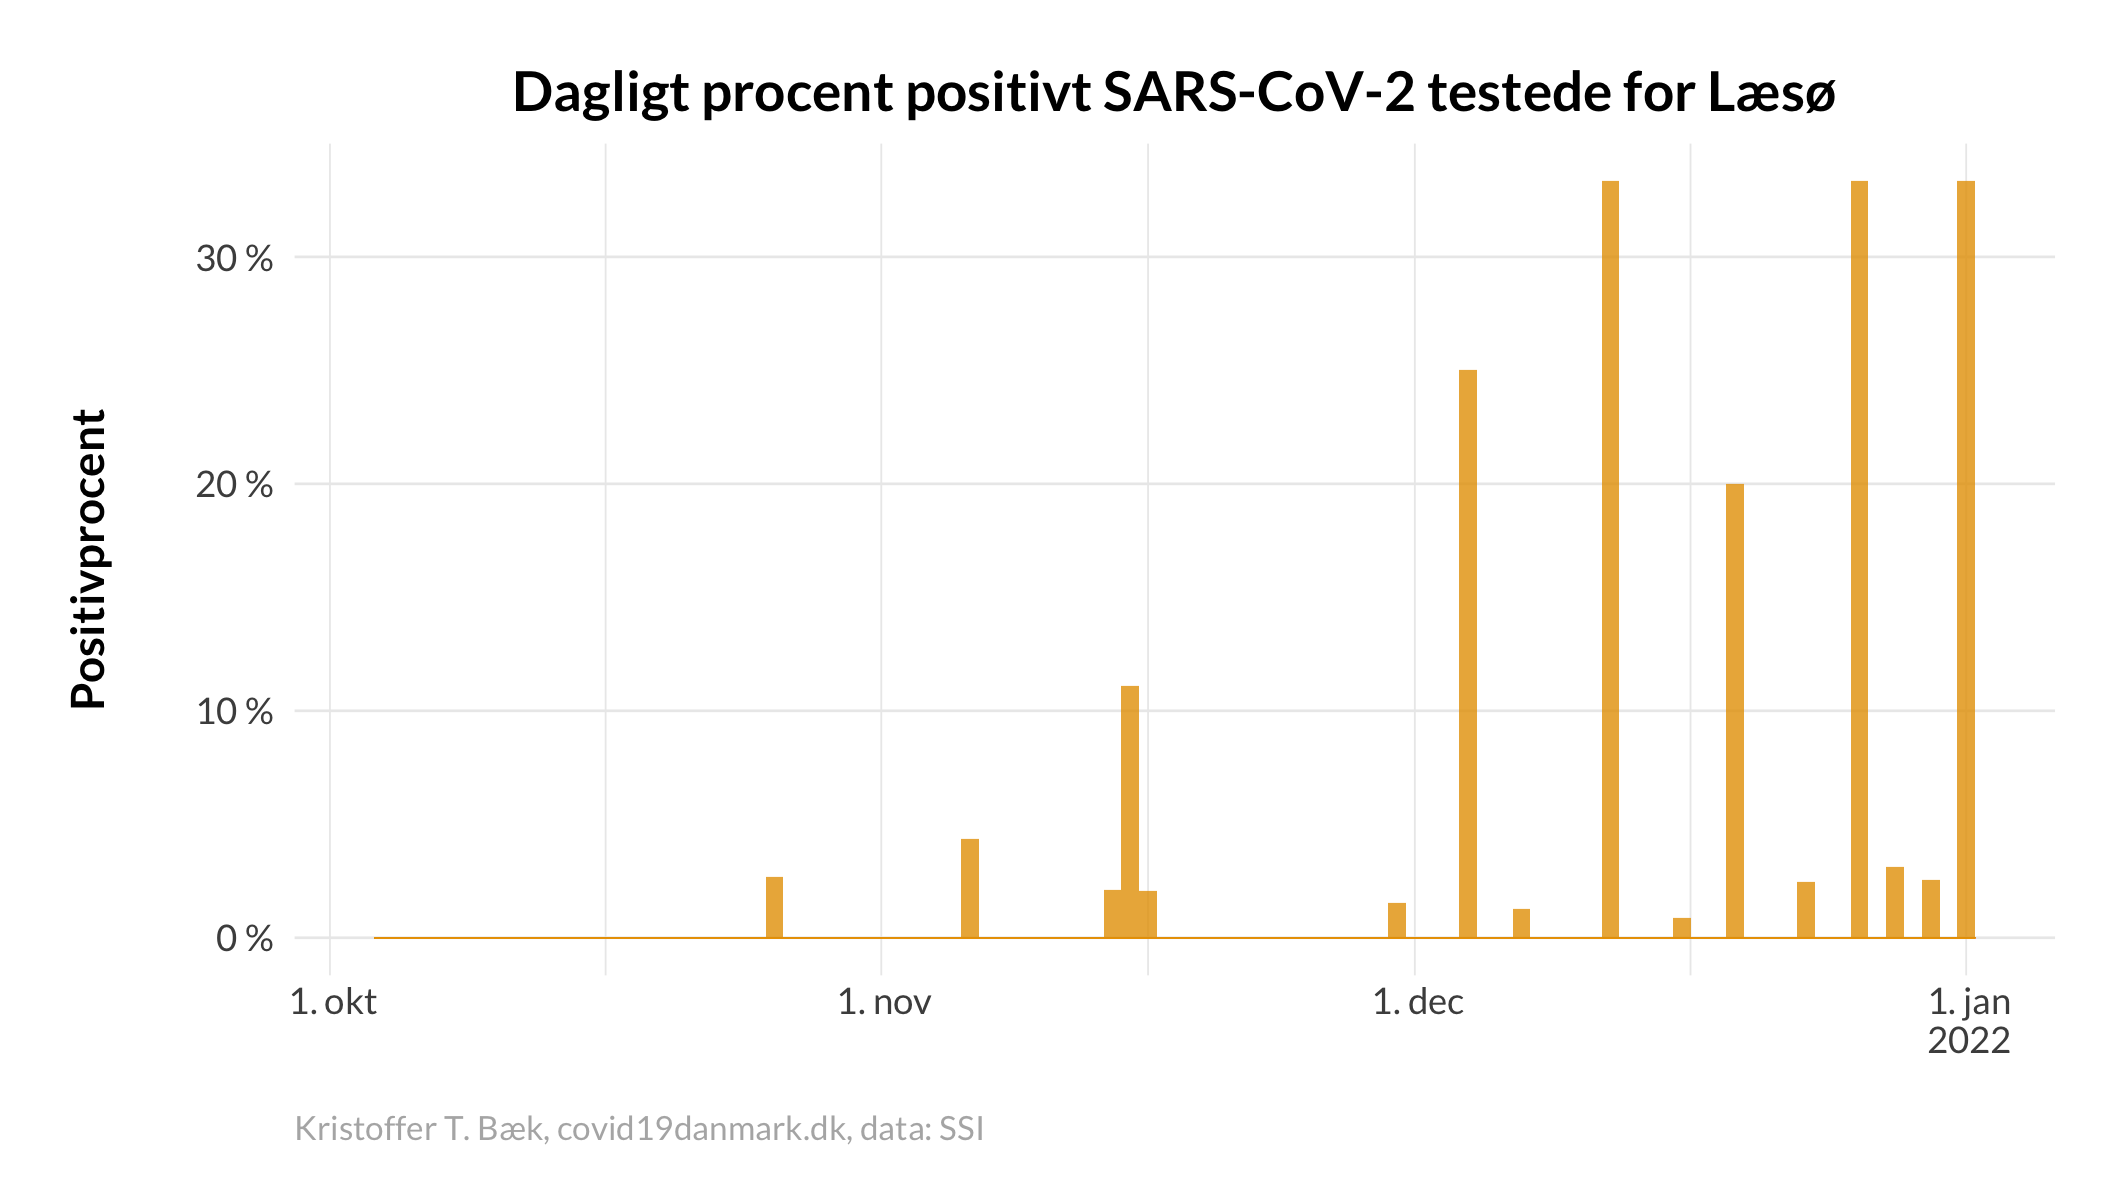 Dagligt procent positivt SARS-CoV-2 testede for Læsø
Positivprocent
30 %
20 %
10 %
0 %
1. okt
1. nov
1. dec
1. jan
2022
Kristoffer T. Bæk, covid19danmark.dk, data: SSI